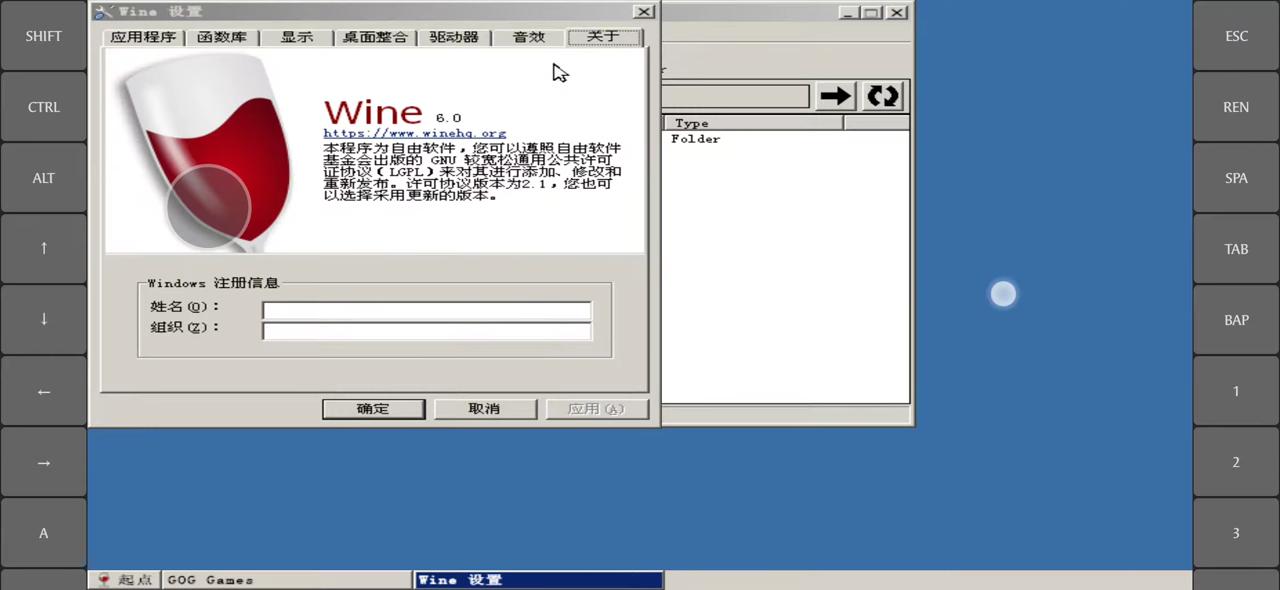 SHIFT
CTRL
ALT
↑
↓
←
→
A
Wine 设置
应用程序
函数库
显示
桌面整合
驱动器
音效
关于
Wine 6.0
https://www.winehq.org
本程序为自由软件，您可以遵照自由软件
基金会出版的 GNU 较宽松通用公共许可
证协议（LGPL）来对其进行添加、修改和
重新发布。许可协议版本为2.1，您也可
以选择采用更新的版本。
Windows 注册信息
姓名(O)：
组织(Z)：
确定
取消
应用(A)
Type
Folder
起点
GOG Games
Wine 设置
ESC
REN
SPA
TAB
BAP
1
2
3